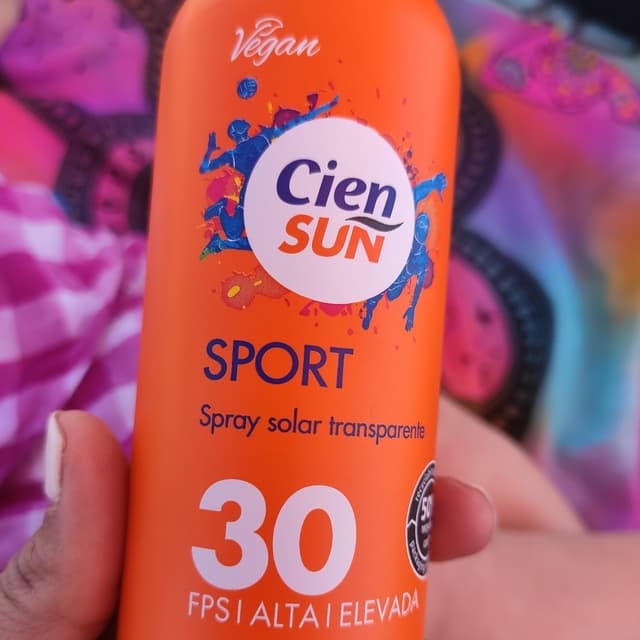 Vegan
Cien
SUN
SPORT
Spray solar transparente
30
FPS | ALTA | ELEVADA